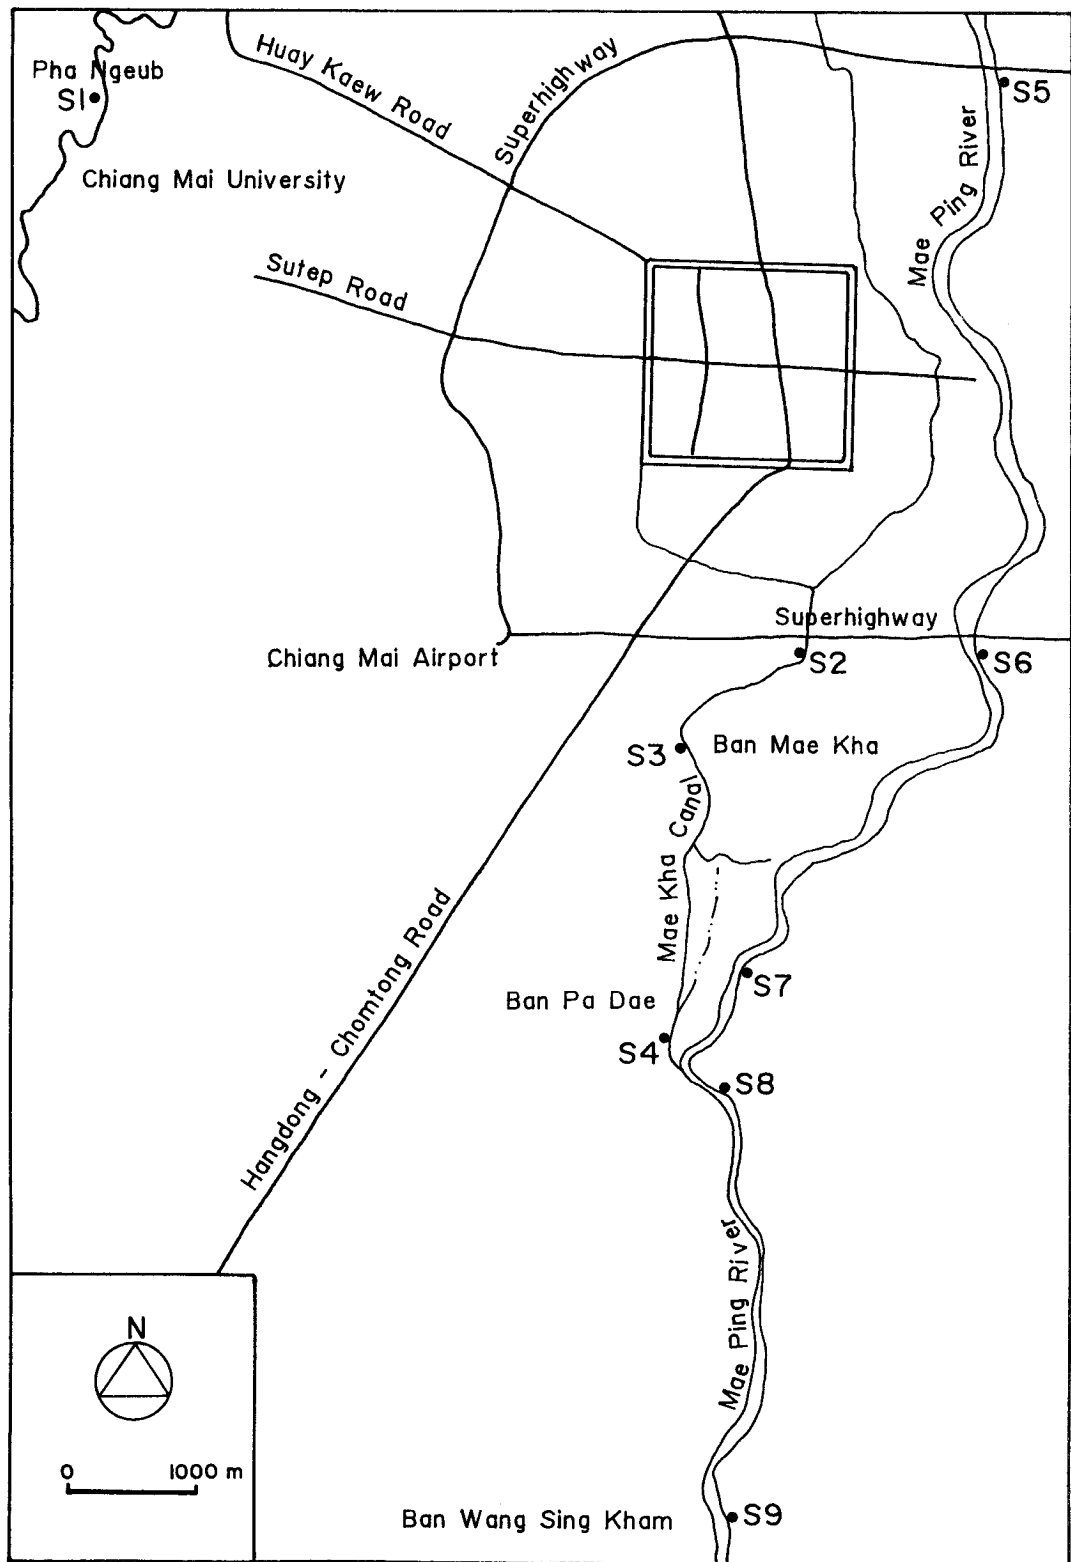 Huay Kaew Road
Superhighway
Pha Ngeub
S1
S5
Chiang Mai University
Mae Ping River
Sutep Road
Superhighway
Chiang Mai Airport
S2
S6
S3
Ban Mae Kha
Mae Kha Canal
Hangdong - Chomtong Road
S7
Ban Pa Dae
S4
S8
Mae Ping River
N
0 1000 m
Ban Wang Sing Kham
S9